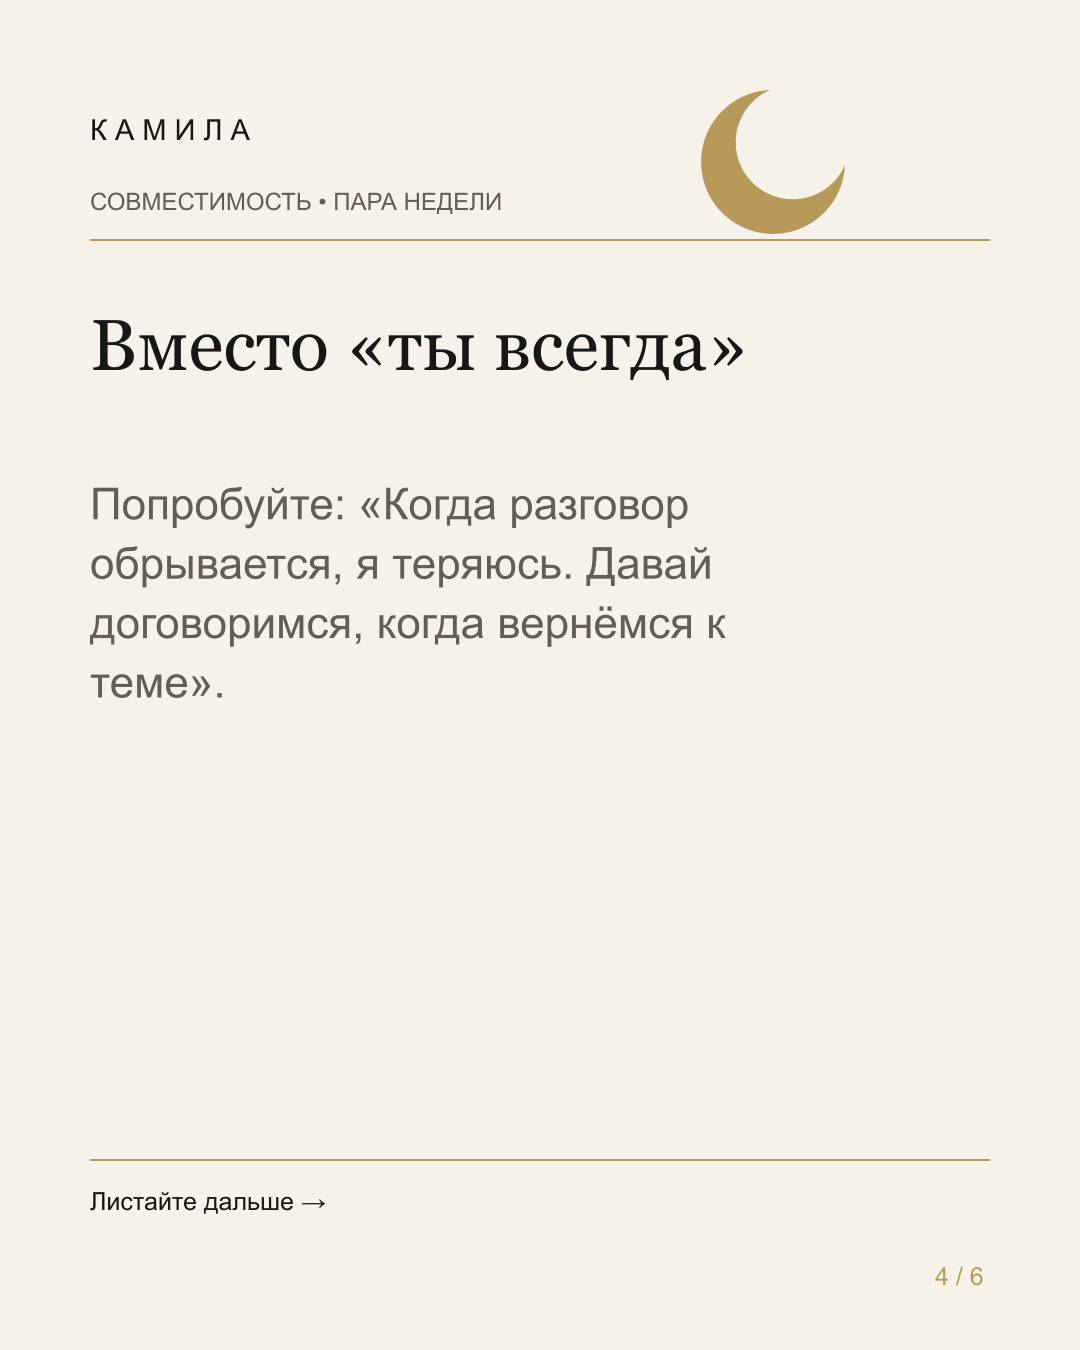 КАМИЛА
СОВМЕСТИМОСТЬ • ПАРА НЕДЕЛИ
Вместо «ты всегда»
Попробуйте: «Когда разговор
обрывается, я теряюсь. Давай
договоримся, когда вернёмся к
теме».
Листайте дальше →
4 / 6